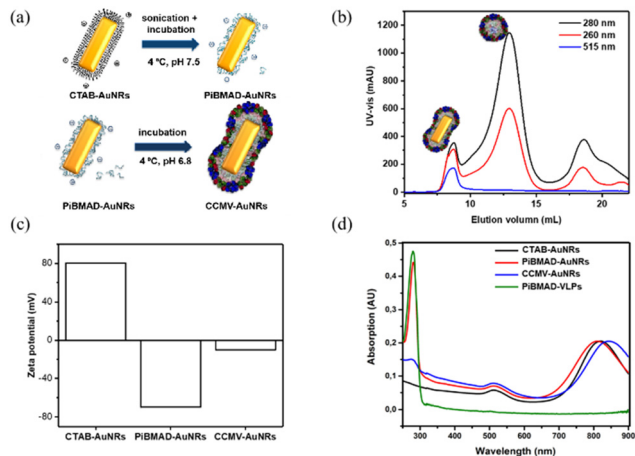 (a)
sonication +
incubation
4 ºC, pH 7.5
CTAB-AuNRs
PiBMAD-AuNRs
incubation
4 ºC, pH 6.8
PiBMAD-AuNRs
CCMV-AuNRs
(b)
280 nm
260 nm
515 nm
UV-vis (mAU)
1200
1000
800
600
400
200
0
5
10
15
20
Elution volumn (mL)
(c)
Zeta potential (mV)
80
40
0
-40
-80
CTAB-AuNRs
PiBMAD-AuNRs
CCMV-AuNRs
(d)
CTAB-AuNRs
PiBMAD-AuNRs
CCMV-AuNRs
PiBMAD-VLPs
Absorption (AU)
0,5
0,4
0,3
0,2
0,1
0,0
300
400
500
600
700
800
900
Wavelength (nm)